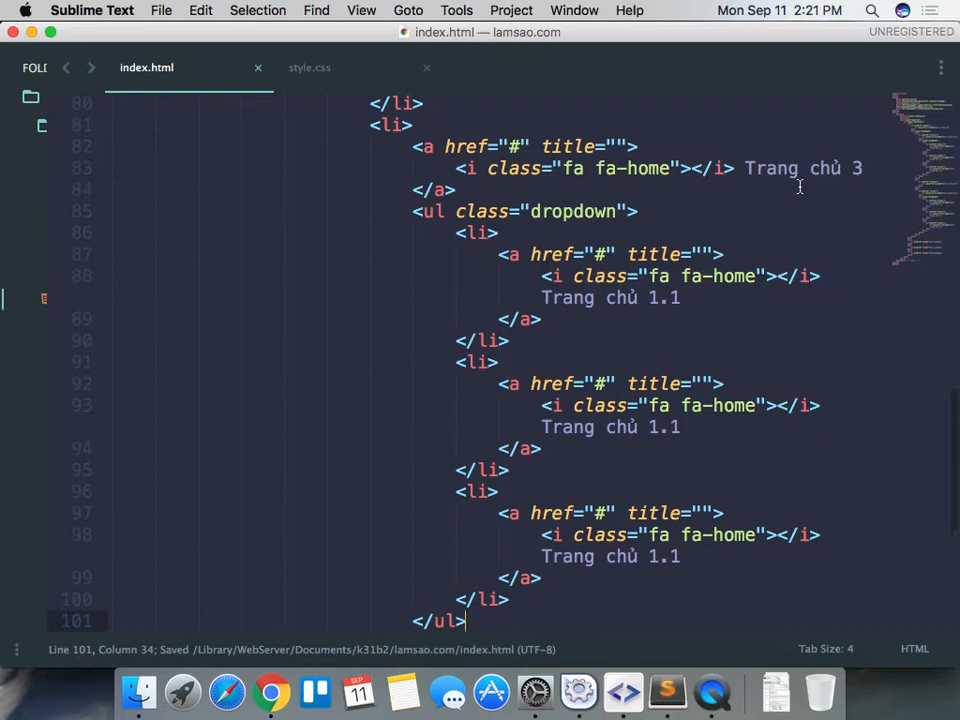 Sublime Text File Edit Selection Find View Goto Tools Project Window Help Mon Sep 11 2:21 PM
index.html — lamsao.com UNREGISTERED
FOLD index.html × style.css ×
80 </li>
81 <li>
82 <a href="#" title="">
83 <i class="fa fa-home"></i> Trang chủ 3
84 </a>
85 <ul class="dropdown">
86 <li>
87 <a href="#" title="">
88 <i class="fa fa-home"></i>
Trang chủ 1.1
89 </a>
90 </li>
91 <li>
92 <a href="#" title="">
93 <i class="fa fa-home"></i>
Trang chủ 1.1
94 </a>
95 </li>
96 <li>
97 <a href="#" title="">
98 <i class="fa fa-home"></i>
Trang chủ 1.1
99 </a>
100 </li>
101 </ul>
Line 101, Column 34; Saved /Library/WebServer/Documents/k31b2/lamsao.com/index.html (UTF-8) Tab Size: 4 HTML
SEP
11